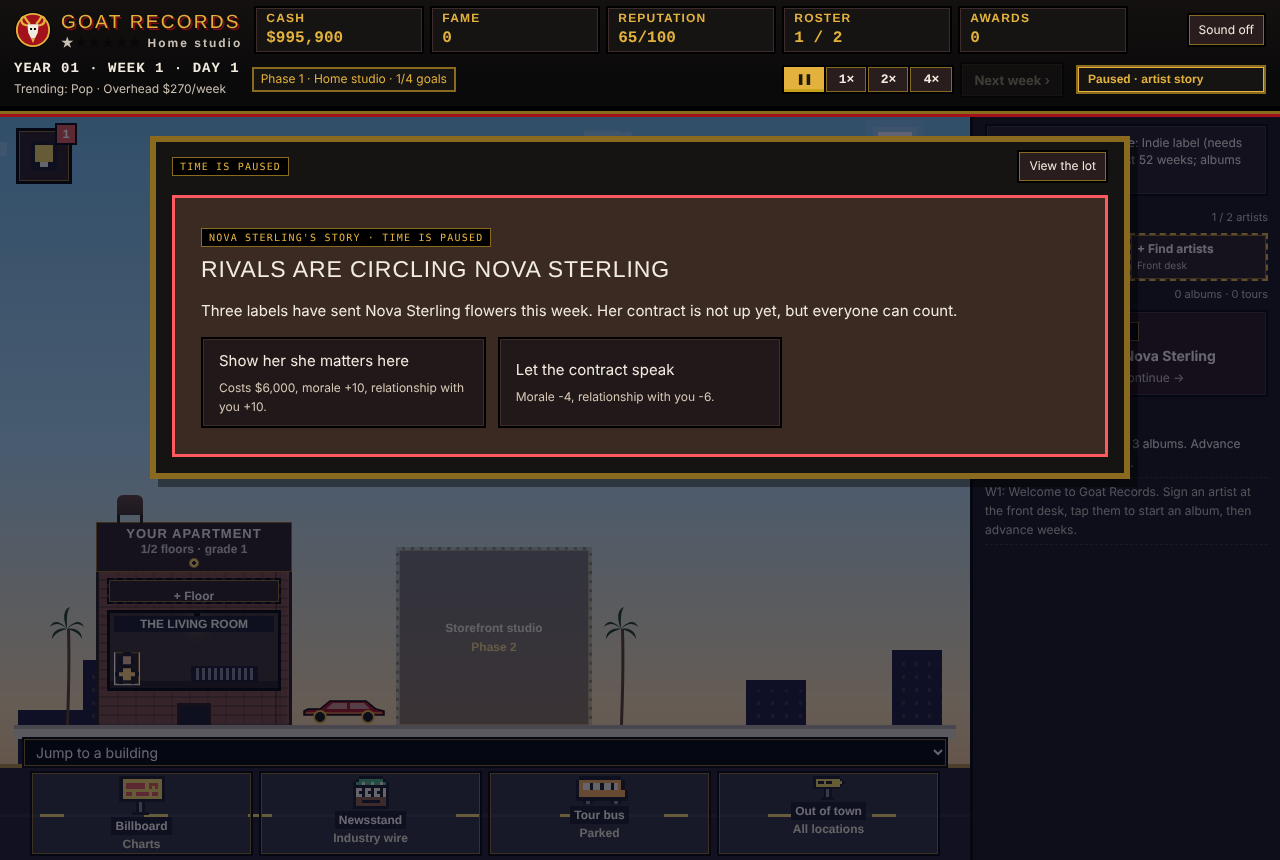 GOAT RECORDS
Home studio
CASH
$995,900
FAME
0
REPUTATION
65/100
ROSTER
1 / 2
AWARDS
0
Sound off
YEAR 01 · WEEK 1 · DAY 1
Trending: Pop · Overhead $270/week
Phase 1 · Home studio · 1/4 goals
1×
2×
4×
Next week ›
Paused · artist story
1
TIME IS PAUSED
View the lot
NOVA STERLING'S STORY · TIME IS PAUSED
RIVALS ARE CIRCLING NOVA STERLING
Three labels have sent Nova Sterling flowers this week. Her contract is not up yet, but everyone can count.
Show her she matters here
Costs $6,000, morale +10, relationship with
you +10.
Let the contract speak
Morale -4, relationship with you -6.
e: Indie label (needs
52 weeks; albums
1 / 2 artists
+ Find artists
Front desk
0 albums · 0 tours
Nova Sterling
ontinue →
3 albums. Advance
W1: Welcome to Goat Records. Sign an artist at
the front desk, tap them to start an album, then
advance weeks.
YOUR APARTMENT
1/2 floors · grade 1
+ Floor
THE LIVING ROOM
Storefront studio
Phase 2
Jump to a building
Billboard
Charts
Newsstand
Industry wire
Tour bus
Parked
Out of town
All locations